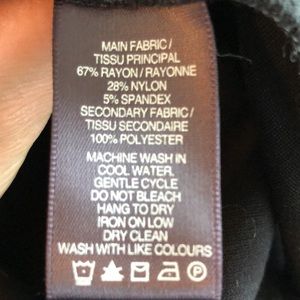 MAIN FABRIC /
TISSU PRINCIPAL
67% RAYON / RAYONNE
28% NYLON
5% SPANDEX
SECONDARY FABRIC /
TISSU SECONDAIRE
100% POLYESTER
MACHINE WASH IN
COOL WATER.
GENTLE CYCLE
DO NOT BLEACH
HANG TO DRY
IRON ON LOW
DRY CLEAN
WASH WITH LIKE COLOURS
P